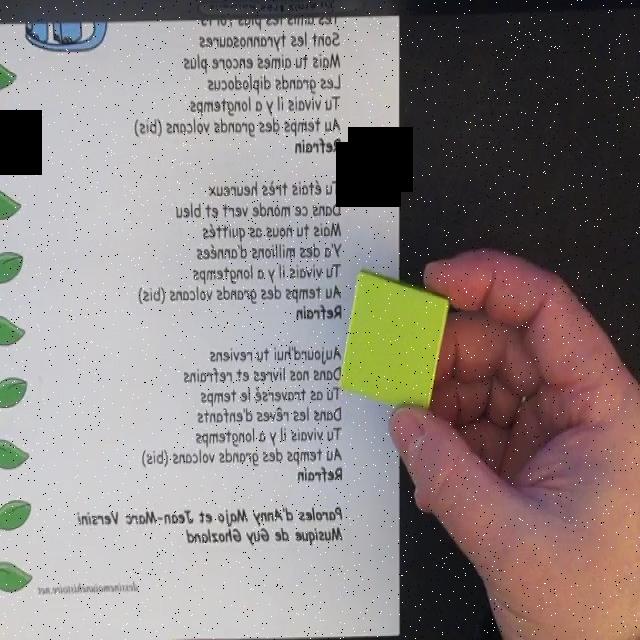 Tes amis les plus forts
Sont les tyrannosaures
Mais tu aimes encore plus
Les grands diplodocus
Tu vivais il y a longtemps
Au temps des grands volcans (bis)
Refrain
Tu étais très heureux
Dans ce monde vert et bleu
Mais tu nous as quittés
Y'a des millions d'années
Tu vivais il y a longtemps
Au temps des grands volcans (bis)
Refrain
Aujourd'hui tu reviens
Dans nos livres et refrains
Tu as traversé le temps
Dans les rêves d'enfants
Tu vivais il y a longtemps
Au temps des grands volcans (bis)
Refrain
Paroles d'Anny Majo et Jean-Marc Versini
Musique de Guy Ghozland